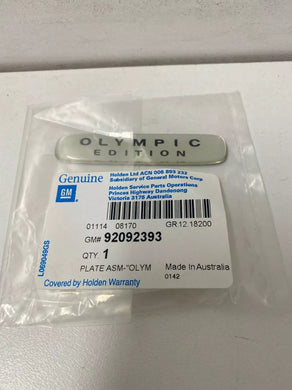 OLYMPIC
EDITION
Genuine
GM
Holden Ltd ACN 006 893 232
Subsidiary of General Motors Corp
Holden Service Parts Operations
Princes Highway Dandenong
Victoria 3175 Australia
01114 08170 GR.12.18200
GM# 92092393
QTY. 1
PLATE ASM-"OLYM Made In Australia
0142
Covered by Holden Warranty
L069049GS